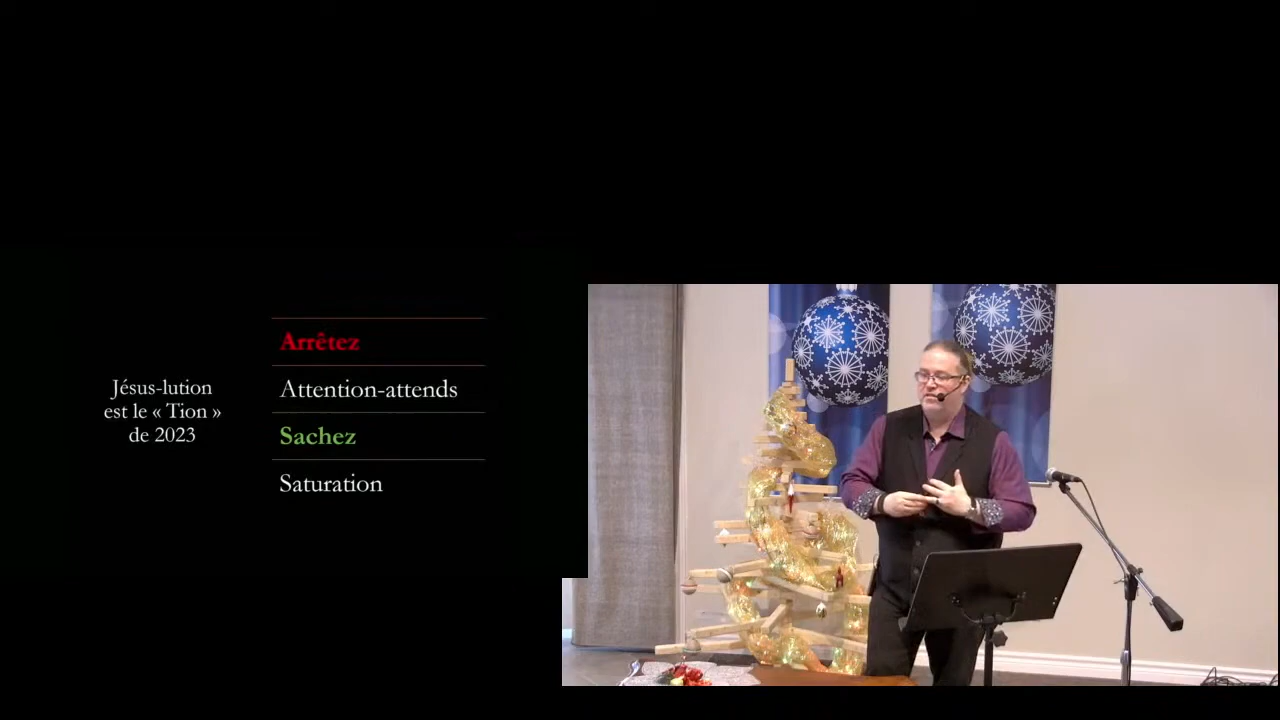 Jésus-lution
est le « Tion »
de 2023
Arrêtez
Attention-attends
Sachez
Saturation